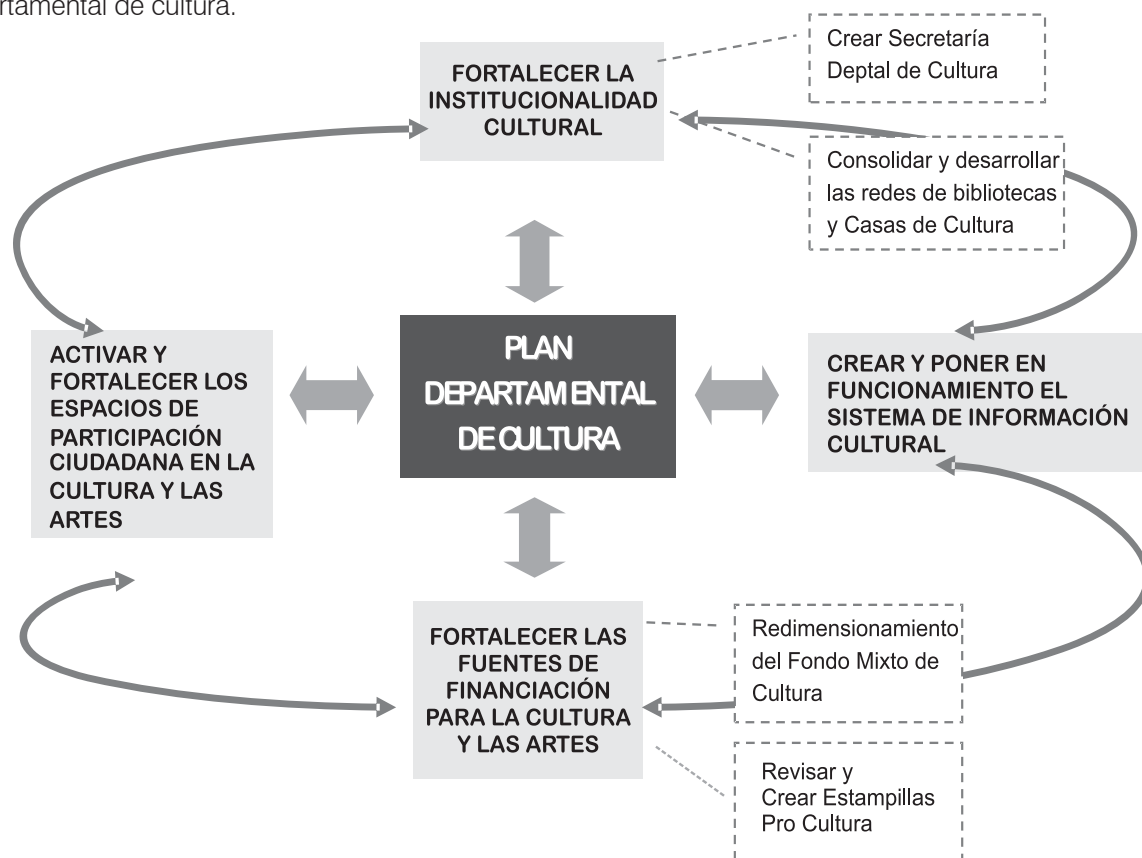 rtamental de cultura.
FORTALECER LA
INSTITUCIONALIDAD
CULTURAL
Crear Secretaría
Deptal de Cultura
Consolidar y desarrollar
las redes de bibliotecas
y Casas de Cultura
ACTIVAR Y
FORTALECER LOS
ESPACIOS DE
PARTICIPACIÓN
CIUDADANA EN LA
CULTURA Y LAS
ARTES
PLAN
DEPARTAMENTAL
DE CULTURA
CREAR Y PONER EN
FUNCIONAMIENTO EL
SISTEMA DE INFORMACIÓN
CULTURAL
FORTALECER LAS
FUENTES DE
FINANCIACIÓN
PARA LA CULTURA
Y LAS ARTES
Redimensionamiento
del Fondo Mixto de
Cultura
Revisar y
Crear Estampillas
Pro Cultura